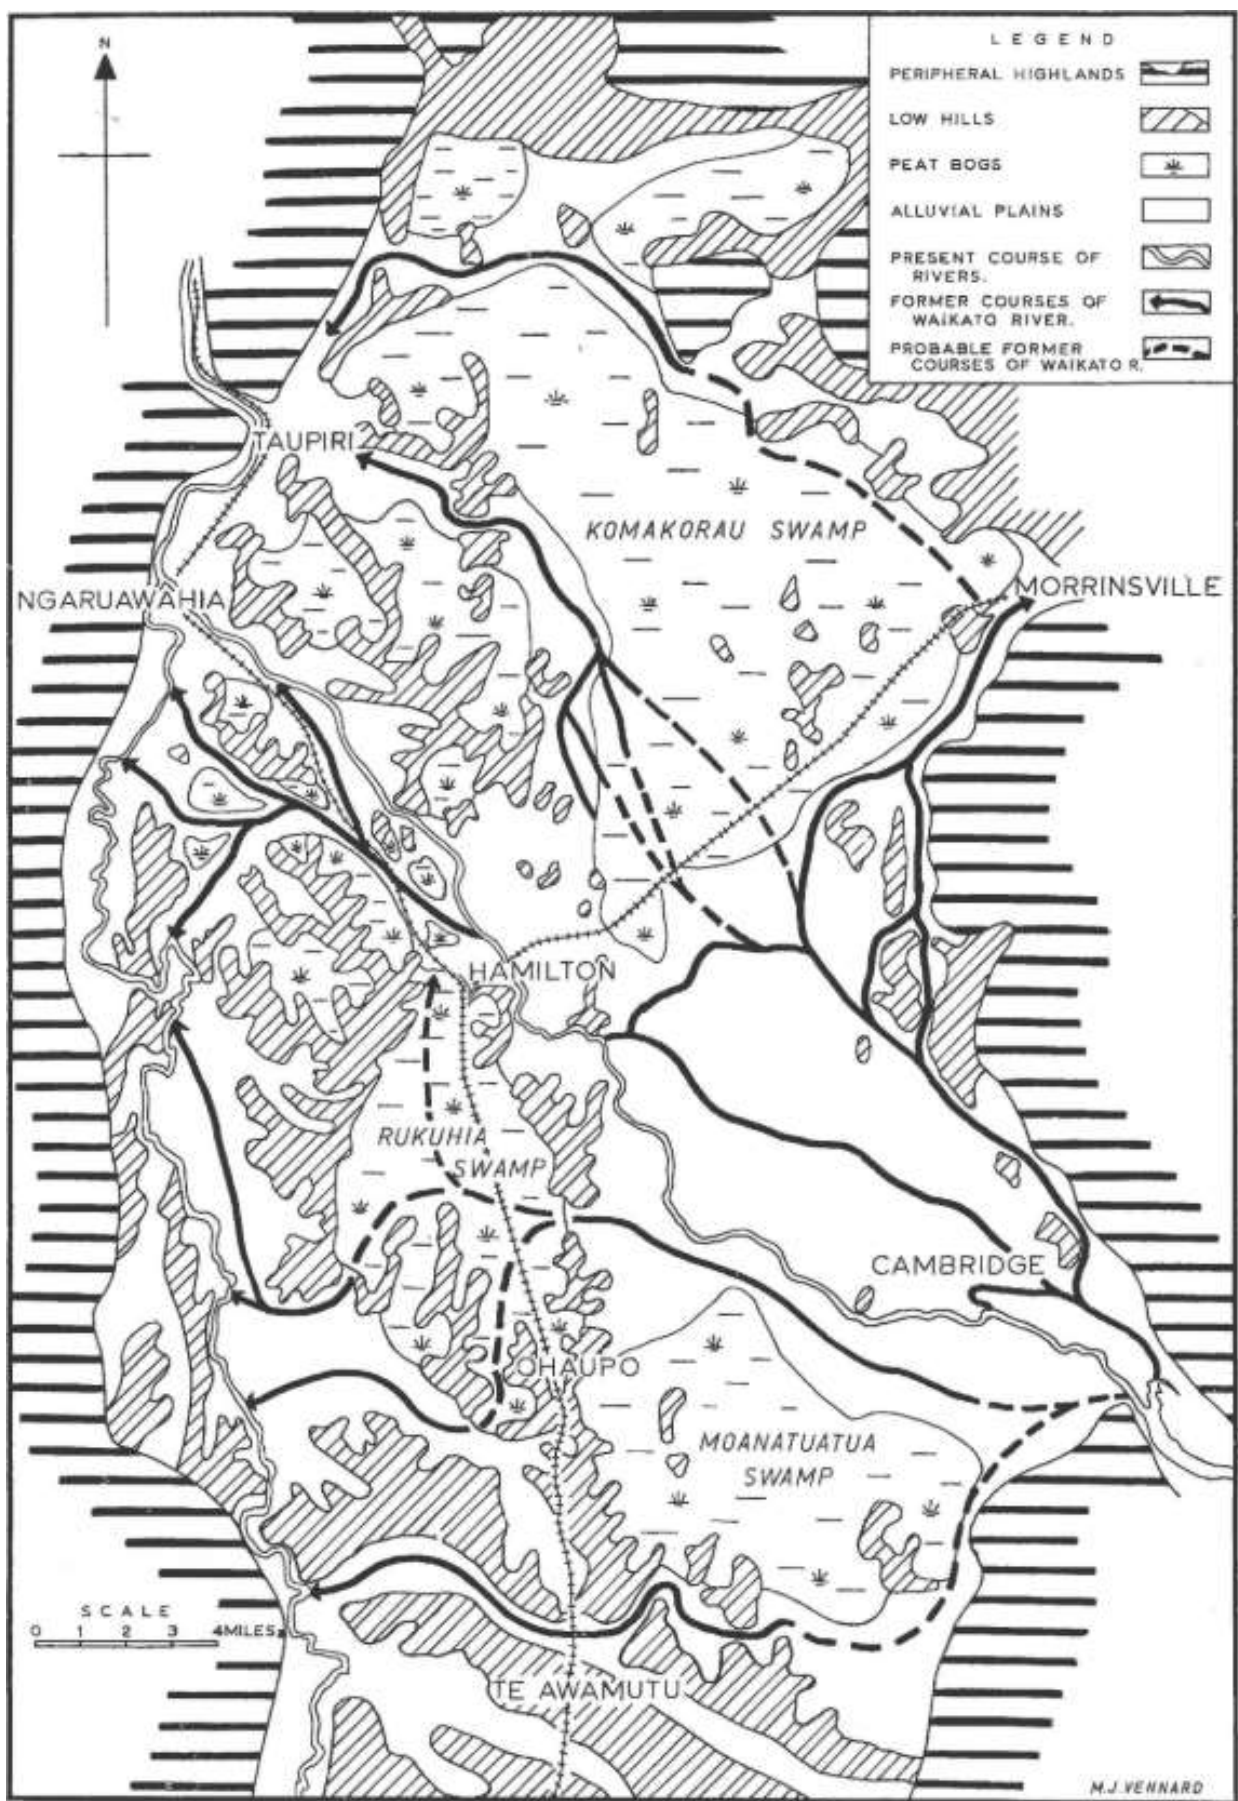 N
LEGEND
PERIPHERAL HIGHLANDS
LOW HILLS
PEAT BOGS
ALLUVIAL PLAINS
PRESENT COURSE OF
RIVERS.
FORMER COURSES OF
WAIKATO RIVER.
PROBABLE FORMER
COURSES OF WAIKATO R.
TAUPIRI
KOMAKORAU SWAMP
NGARUAWAHIA
MORRINSVILLE
HAMILTON
RUKUHIA
SWAMP
CAMBRIDGE
OHAUPO
MOANATUATUA
SWAMP
SCALE
0 1 2 3 4 MILES
TE AWAMUTU
M.J. VENNARD